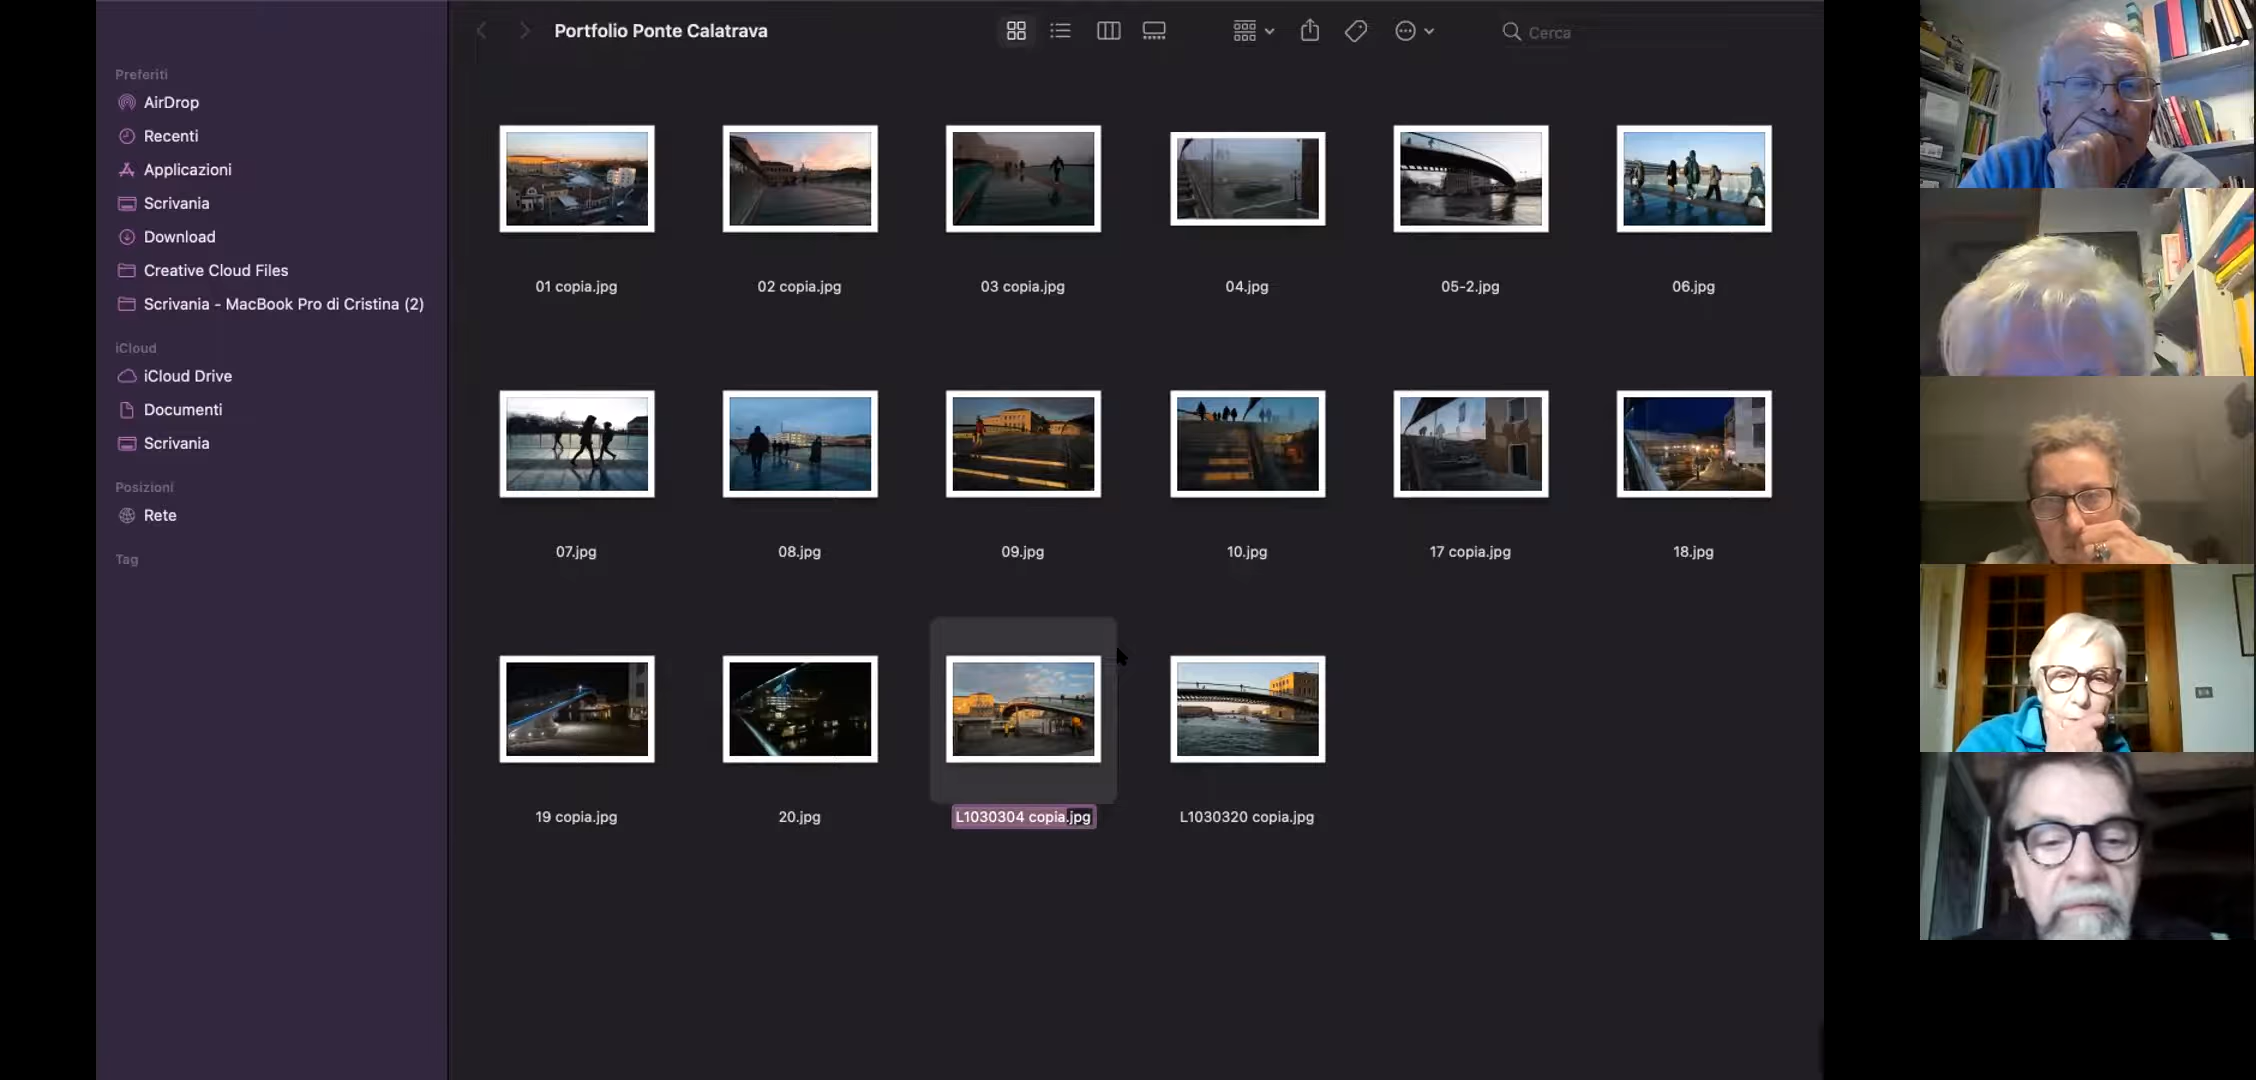 Portfolio Ponte Calatrava
Cerca
Preferiti
AirDrop
Recenti
Applicazioni
Scrivania
Download
Creative Cloud Files
Scrivania - MacBook Pro di Cristina (2)
iCloud
iCloud Drive
Documenti
Scrivania
Posizioni
Rete
Tag
01 copia.jpg
02 copia.jpg
03 copia.jpg
04.jpg
05-2.jpg
06.jpg
07.jpg
08.jpg
09.jpg
10.jpg
17 copia.jpg
18.jpg
19 copia.jpg
20.jpg
L1030304 copia.jpg
L1030320 copia.jpg